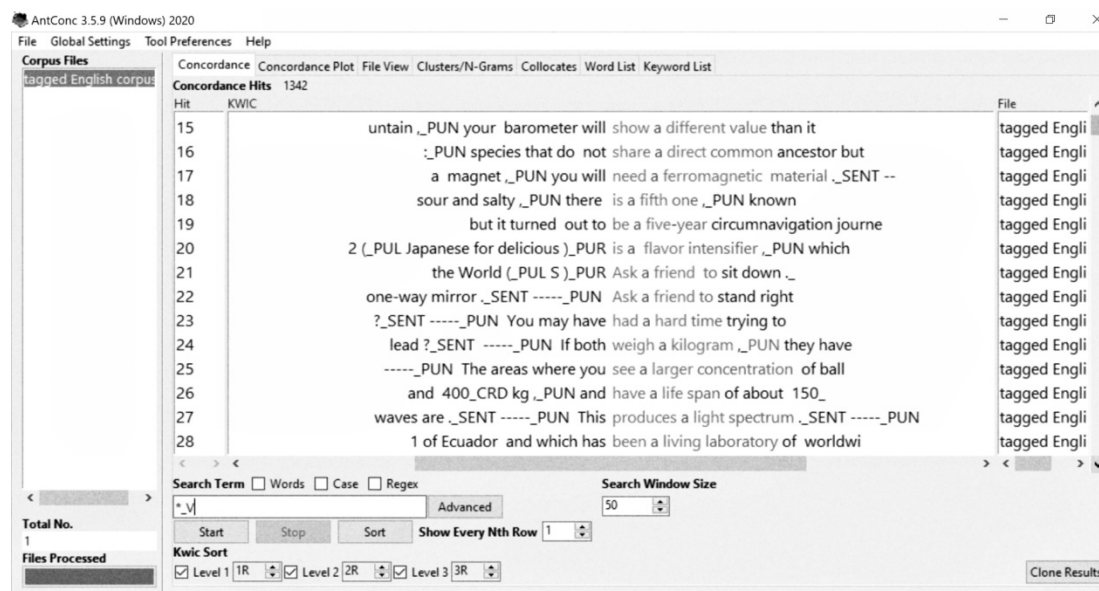 AntConc 3.5.9 (Windows) 2020
File Global Settings Tool Preferences Help
Corpus Files
tagged English corpus
Concordance Concordance Plot File View Clusters/N-Grams Collocates Word List Keyword List
Concordance Hits 1342
Hit KWIC File
15 untain ,_PUN your barometer will show a different value than it tagged Engli
16 :_PUN species that do not share a direct common ancestor but tagged Engli
17 a magnet ,_PUN you will need a ferromagnetic material ._SENT -- tagged Engli
18 sour and salty ,_PUN there is a fifth one ,_PUN known tagged Engli
19 but it turned out to be a five-year circumnavigation journe tagged Engli
20 2 (_PUL Japanese for delicious )_PUR is a flavor intensifier ,_PUN which tagged Engli
21 the World (_PUL S )_PUR Ask a friend to sit down ._ tagged Engli
22 one-way mirror ._SENT -----_PUN Ask a friend to stand right tagged Engli
23 ?_SENT -----_PUN You may have had a hard time trying to tagged Engli
24 lead ?_SENT -----_PUN If both weigh a kilogram ,_PUN they have tagged Engli
25 -----_PUN The areas where you see a larger concentration of ball tagged Engli
26 and 400_CRD kg ,_PUN and have a life span of about 150_ tagged Engli
27 waves are ._SENT -----_PUN This produces a light spectrum ._SENT -----_PUN tagged Engli
28 1 of Ecuador and which has been a living laboratory of worldwi tagged Engli
Search Term Words Case Regex Search Window Size
*_V Advanced 50
Start Stop Sort Show Every Nth Row 1
Kwic Sort
Level 1 1R Level 2 2R Level 3 3R Clone Results
Total No.
1
Files Processed